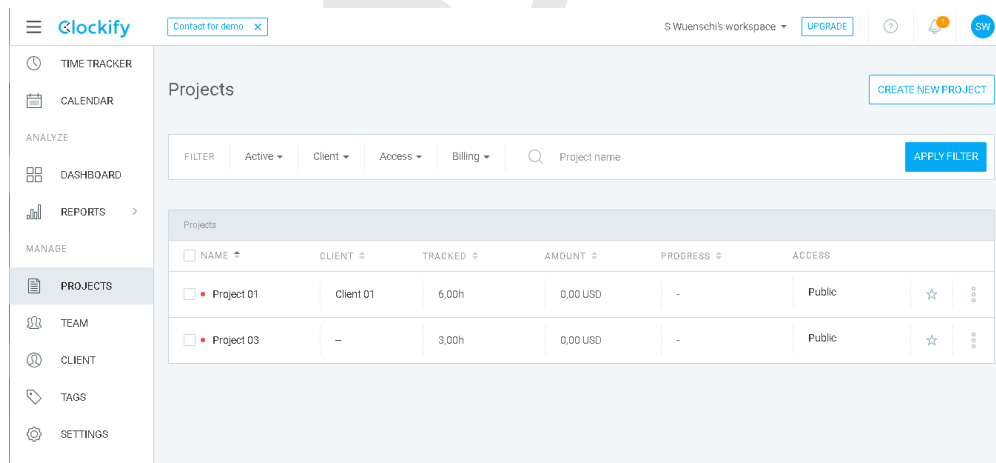 Clockify
Contact for demo ×
S Wuenschi's workspace
UPGRADE
?
1
SW
TIME TRACKER
CALENDAR
ANALYZE
DASHBOARD
REPORTS >
MANAGE
PROJECTS
TEAM
CLIENT
TAGS
SETTINGS
Projects
CREATE NEW PROJECT
FILTER Active Client Access Billing Project name APPLY FILTER
Projects
NAME CLIENT TRACKED AMOUNT PROGRESS ACCESS
Project 01 Client 01 6,00h 0,00 USD - Public
Project 03 – 3,00h 0,00 USD - Public